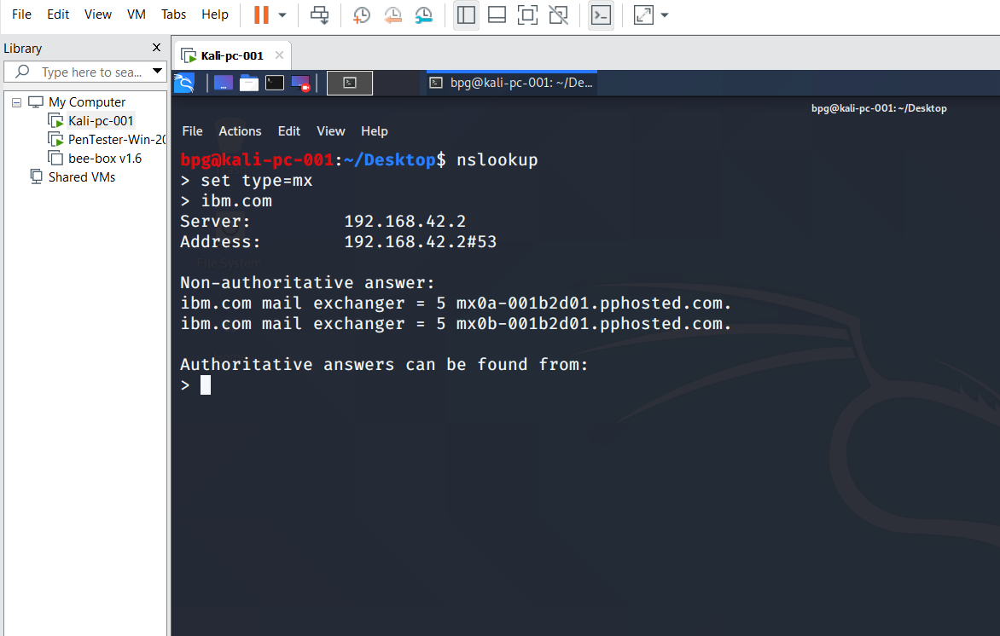 File Edit View VM Tabs Help
Library
Type here to sea...
My Computer
Kali-pc-001
PenTester-Win-20
bee-box v1.6
Shared VMs
Kali-pc-001
bpg@kali-pc-001: ~/De...
bpg@kali-pc-001: ~/Desktop
File Actions Edit View Help
bpg@kali-pc-001:~/Desktop$ nslookup
> set type=mx
> ibm.com
Server: 192.168.42.2
Address: 192.168.42.2#53
File System
Non-authoritative answer:
ibm.com mail exchanger = 5 mx0a-001b2d01.pphosted.com.
ibm.com mail exchanger = 5 mx0b-001b2d01.pphosted.com.
Authoritative answers can be found from:
>